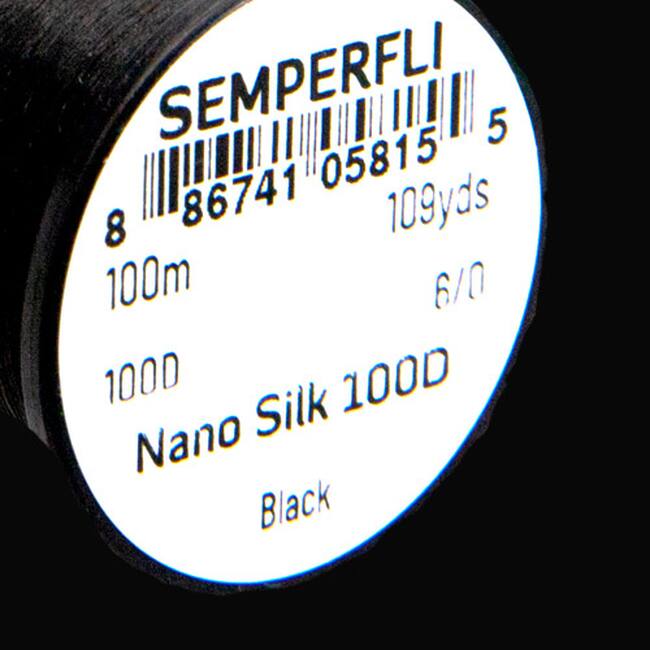 SEMPERFLI
8 86741 05815 5
109yds
100m
6/0
100D
Nano Silk 100D
Black